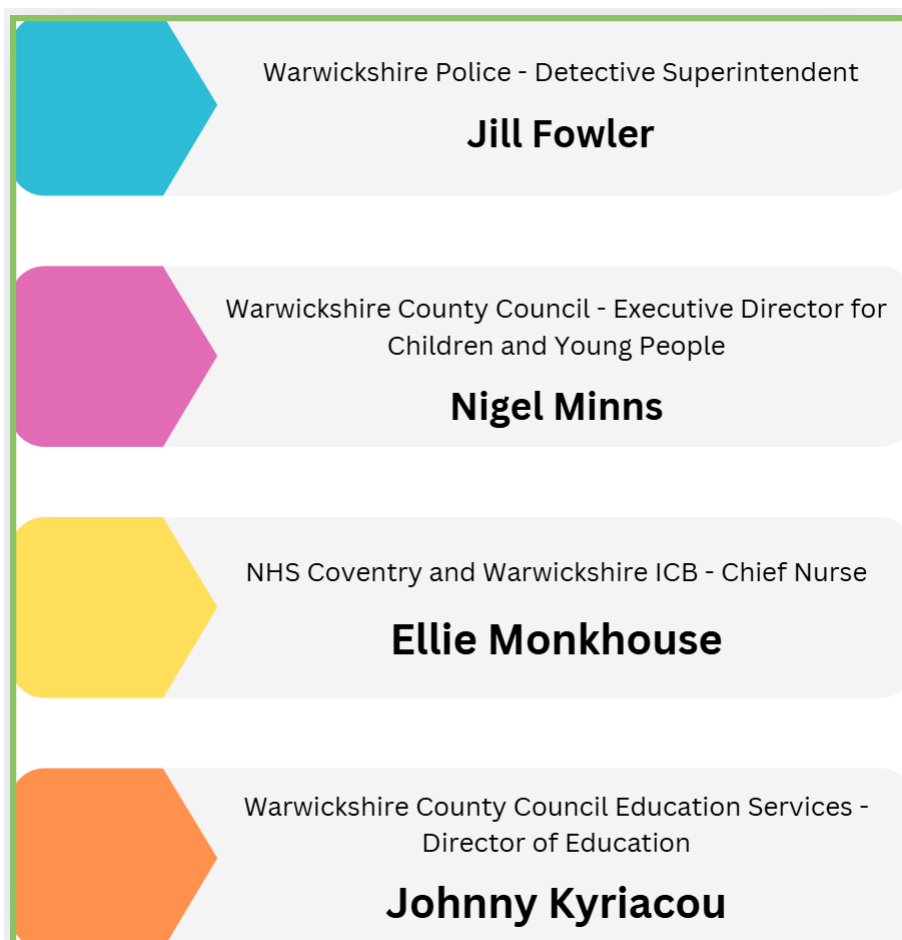 Warwickshire Police - Detective Superintendent
Jill Fowler
Warwickshire County Council - Executive Director for
Children and Young People
Nigel Minns
NHS Coventry and Warwickshire ICB - Chief Nurse
Ellie Monkhouse
Warwickshire County Council Education Services -
Director of Education
Johnny Kyriacou